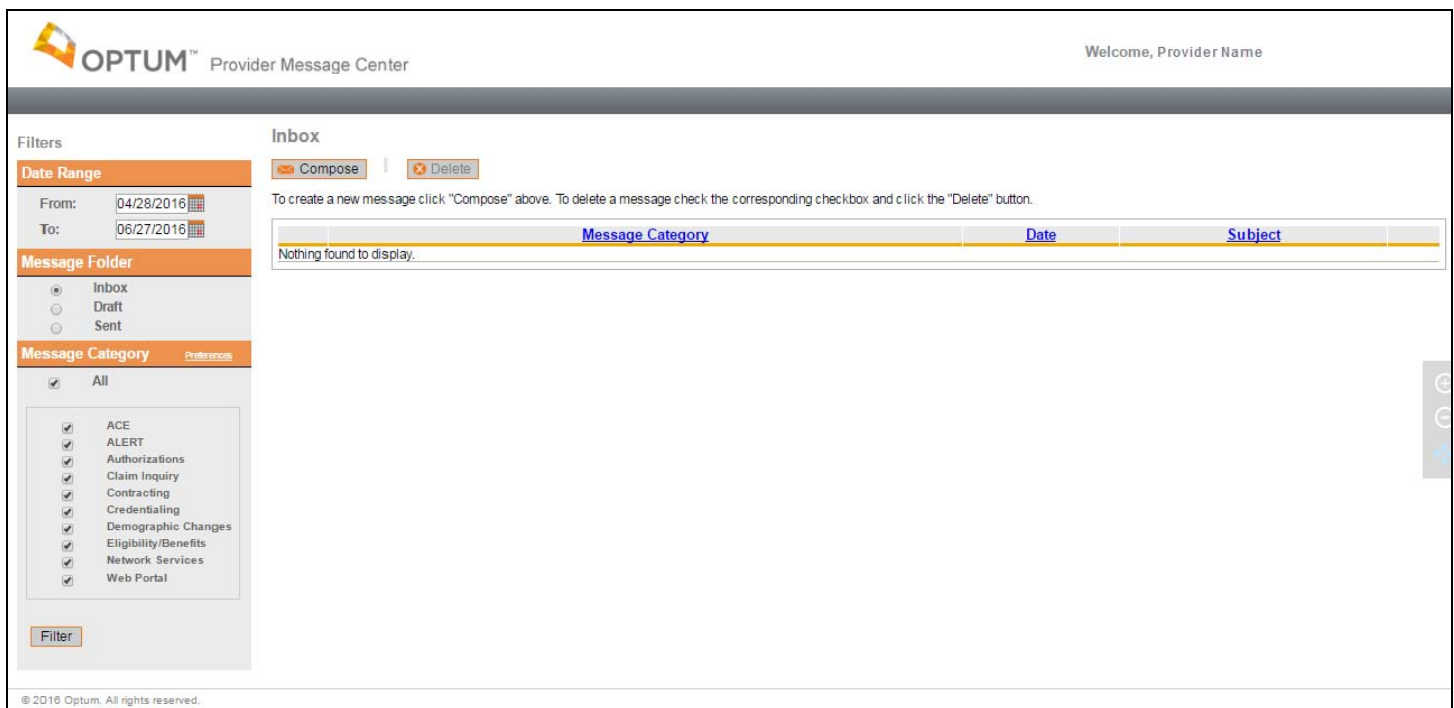 OPTUM™ Provider Message Center
Welcome, Provider Name
Filters
Date Range
From: 04/28/2016
To: 06/27/2016
Message Folder
Inbox
Draft
Sent
Message Category Preferences
All
ACE
ALERT
Authorizations
Claim Inquiry
Contracting
Credentialing
Demographic Changes
Eligibility/Benefits
Network Services
Web Portal
Filter
Inbox
Compose Delete
To create a new message click "Compose" above. To delete a message check the corresponding checkbox and click the "Delete" button.
Message Category Date Subject
Nothing found to display.
© 2016 Optum. All rights reserved.